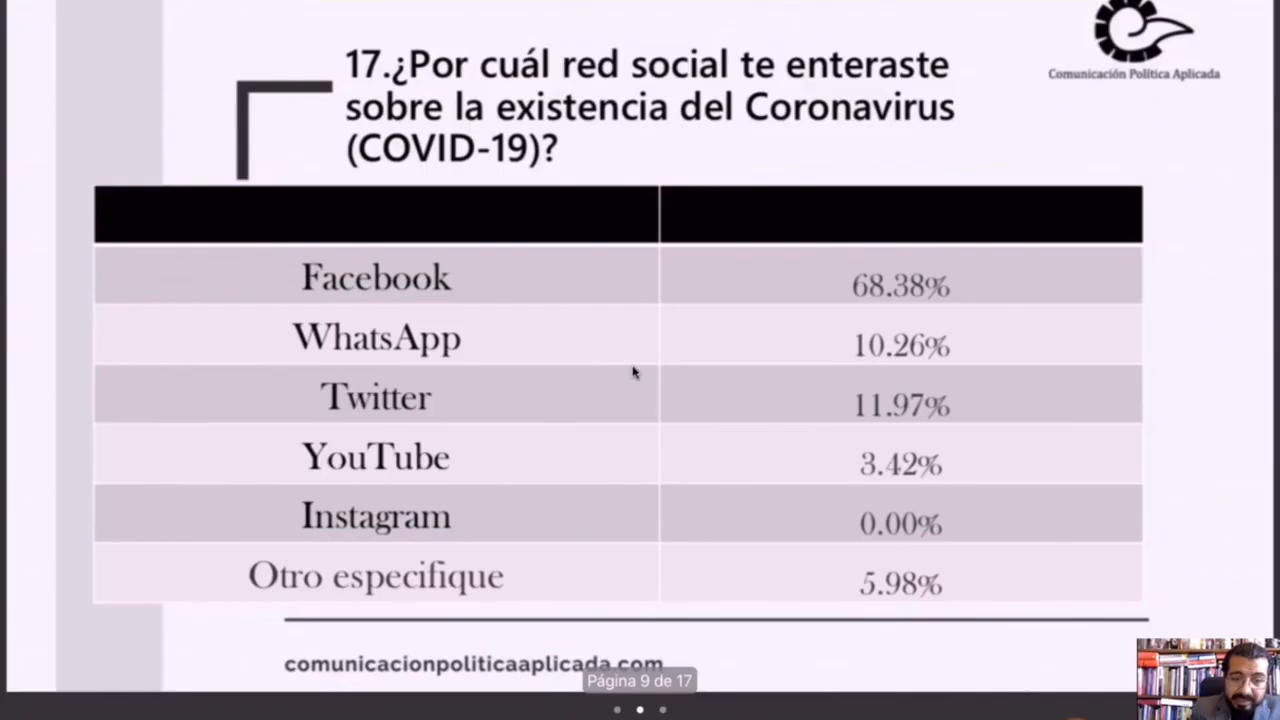 Comunicación Política Aplicada
17.¿Por cuál red social te enteraste
sobre la existencia del Coronavirus
(COVID-19)?
Facebook 68.38%
WhatsApp 10.26%
Twitter 11.97%
YouTube 3.42%
Instagram 0.00%
Otro especifique 5.98%
comunicacionpoliticaaplicada.com
Página 9 de 17